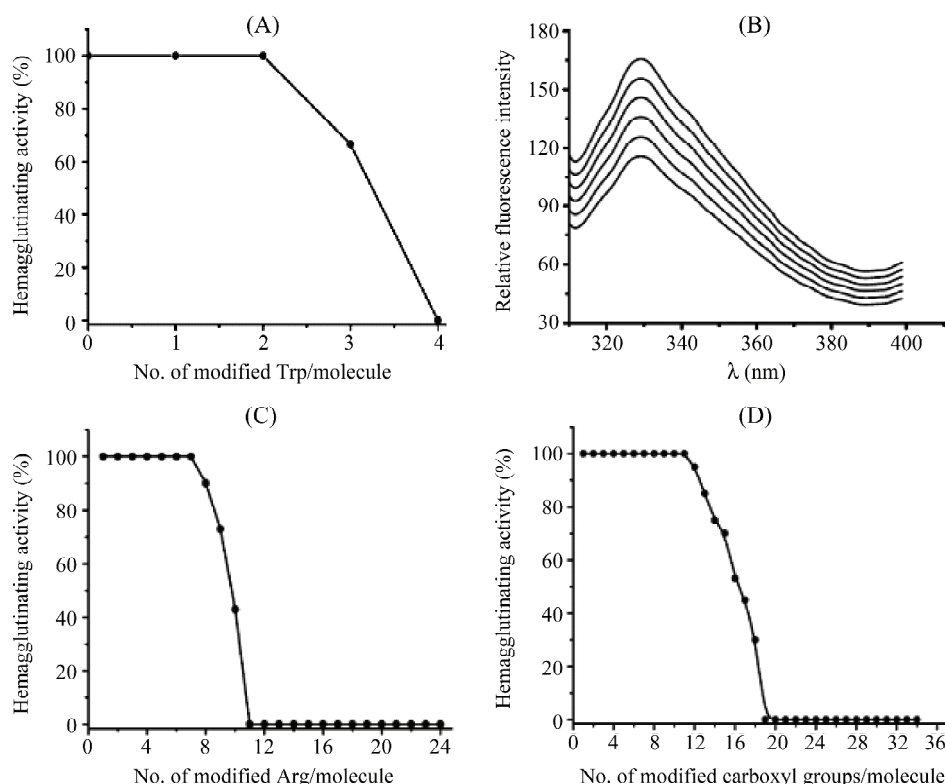 (A)
Hemagglutinating activity (%)
100
80
60
40
20
0
0 1 2 3 4
No. of modified Trp/molecule
(B)
Relative fluorescence intensity
180
150
120
90
60
30
320 340 360 380 400
λ (nm)
(C)
Hemagglutinating activity (%)
100
80
60
40
20
0
0 4 8 12 16 20 24
No. of modified Arg/molecule
(D)
Hemagglutinating activity (%)
100
80
60
40
20
0
0 4 8 12 16 20 24 28 32 36
No. of modified carboxyl groups/molecule